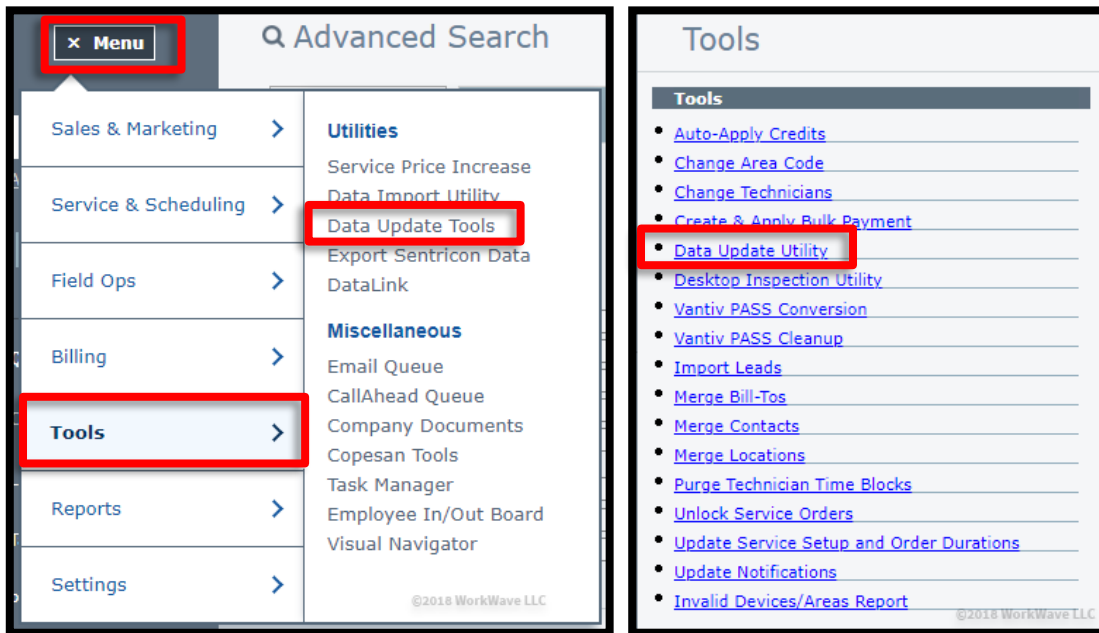 × Menu
Advanced Search
Sales & Marketing
Service & Scheduling
Field Ops
Billing
Tools
Reports
Settings
Utilities
Service Price Increase
Data Import Utility
Data Update Tools
Export Sentricon Data
DataLink
Miscellaneous
Email Queue
CallAhead Queue
Company Documents
Copesan Tools
Task Manager
Employee In/Out Board
Visual Navigator
©2018 WorkWave LLC
Tools
Tools
Auto-Apply Credits
Change Area Code
Change Technicians
Create & Apply Bulk Payment
Data Update Utility
Desktop Inspection Utility
Vantiv PASS Conversion
Vantiv PASS Cleanup
Import Leads
Merge Bill-Tos
Merge Contacts
Merge Locations
Purge Technician Time Blocks
Unlock Service Orders
Update Service Setup and Order Durations
Update Notifications
Invalid Devices/Areas Report
©2018 WorkWave LLC